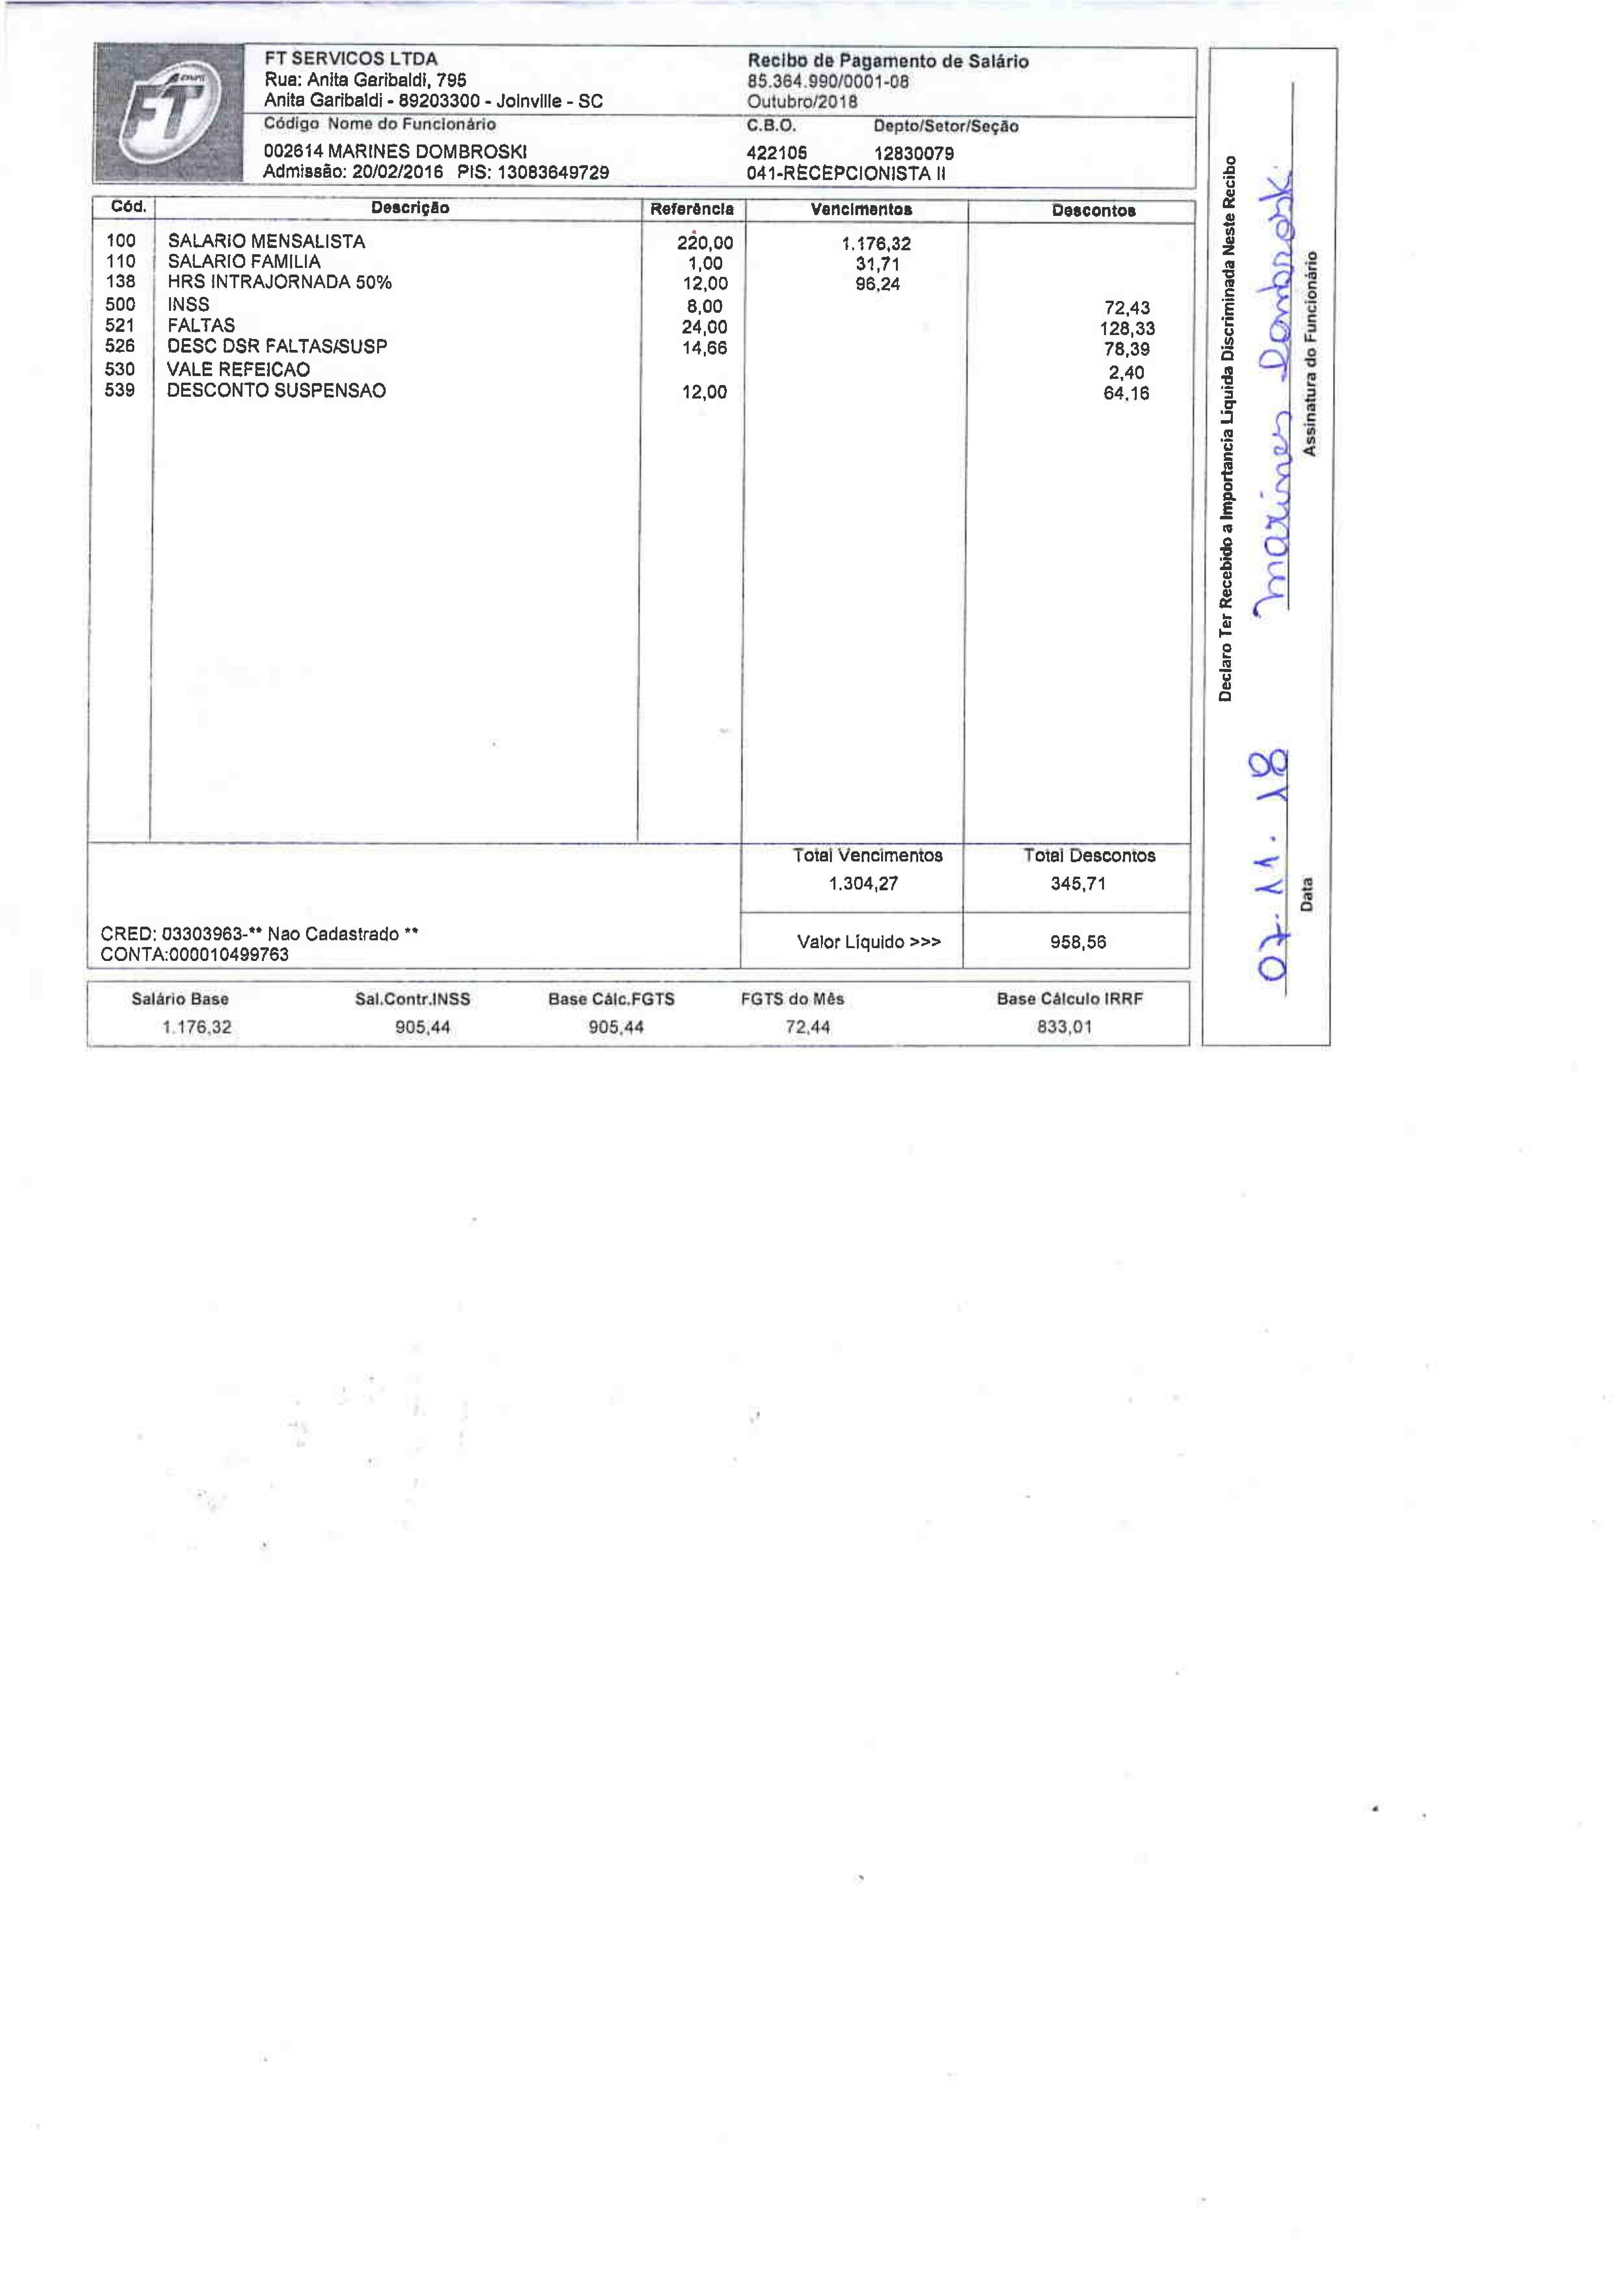 FT
FT SERVICOS LTDA
Rua: Anita Garibaldi, 795
Anita Garibaldi - 89203300 - Joinville - SC
Recibo de Pagamento de Salário
85.364.990/0001-08
Outubro/2018
Código Nome do Funcionário
C.B.O. Depto/Setor/Seção
002614 MARINES DOMBROSKI
422105 12830079
Admissão: 20/02/2016 PIS: 13083649729
041-RECEPCIONISTA II
Cód. Descrição Referência Vencimentos Descontos
100 SALARIO MENSALISTA 220,00 1.176,32
110 SALARIO FAMILIA 1,00 31,71
138 HRS INTRAJORNADA 50% 12,00 96,24
500 INSS 8,00 72,43
521 FALTAS 24,00 128,33
526 DESC DSR FALTAS/SUSP 14,66 78,39
530 VALE REFEICAO 2,40
539 DESCONTO SUSPENSAO 12,00 64,16
Total Vencimentos Total Descontos
1.304,27 345,71
CRED: 03303963-** Nao Cadastrado **
CONTA:000010499763
Valor Líquido >>> 958,56
Salário Base Sal.Contr.INSS Base Cálc.FGTS FGTS do Mês Base Cálculo IRRF
1.176,32 905,44 905,44 72,44 833,01
Declaro Ter Recebido a Importancia Líquida Discriminada Neste Recibo
07.11.18 Marines Dombroski
Data Assinatura do Funcionário